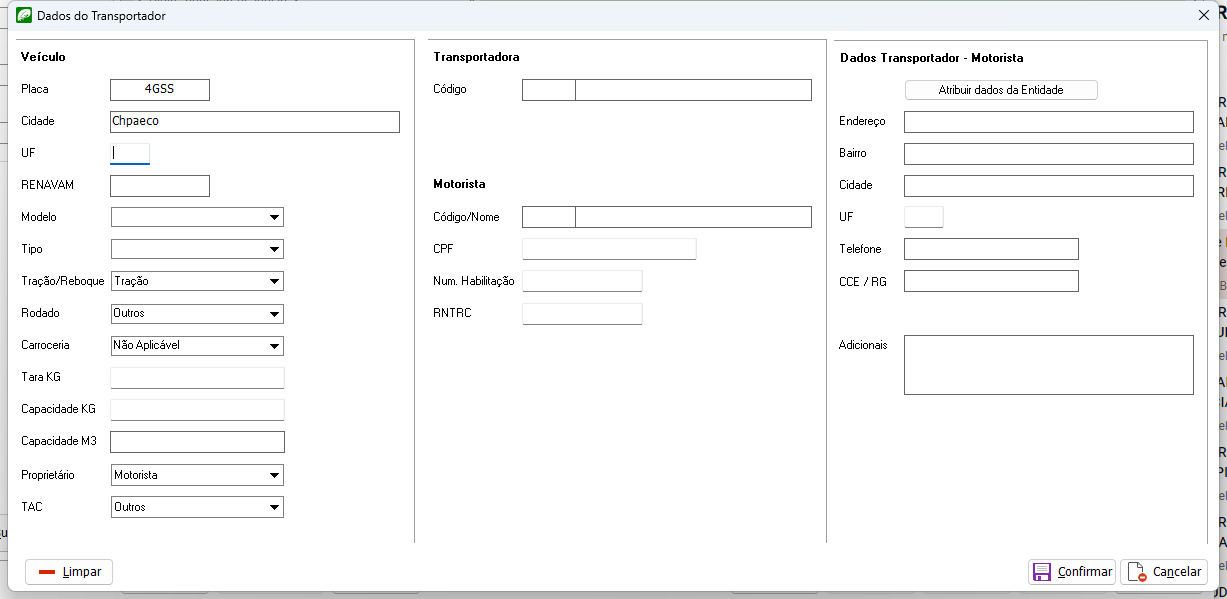 Dados do Transportador
Veículo
Placa 4GSS
Cidade Chpaeco
UF
RENAVAM
Modelo
Tipo
Tração/Reboque Tração
Rodado Outros
Carroceria Não Aplicável
Tara KG
Capacidade KG
Capacidade M3
Proprietário Motorista
TAC Outros
Transportadora
Código
Motorista
Código/Nome
CPF
Num. Habilitação
RNTRC
Dados Transportador - Motorista
Atribuir dados da Entidade
Endereço
Bairro
Cidade
UF
Telefone
CCE / RG
Adicionais
Limpar
Confirmar
Cancelar